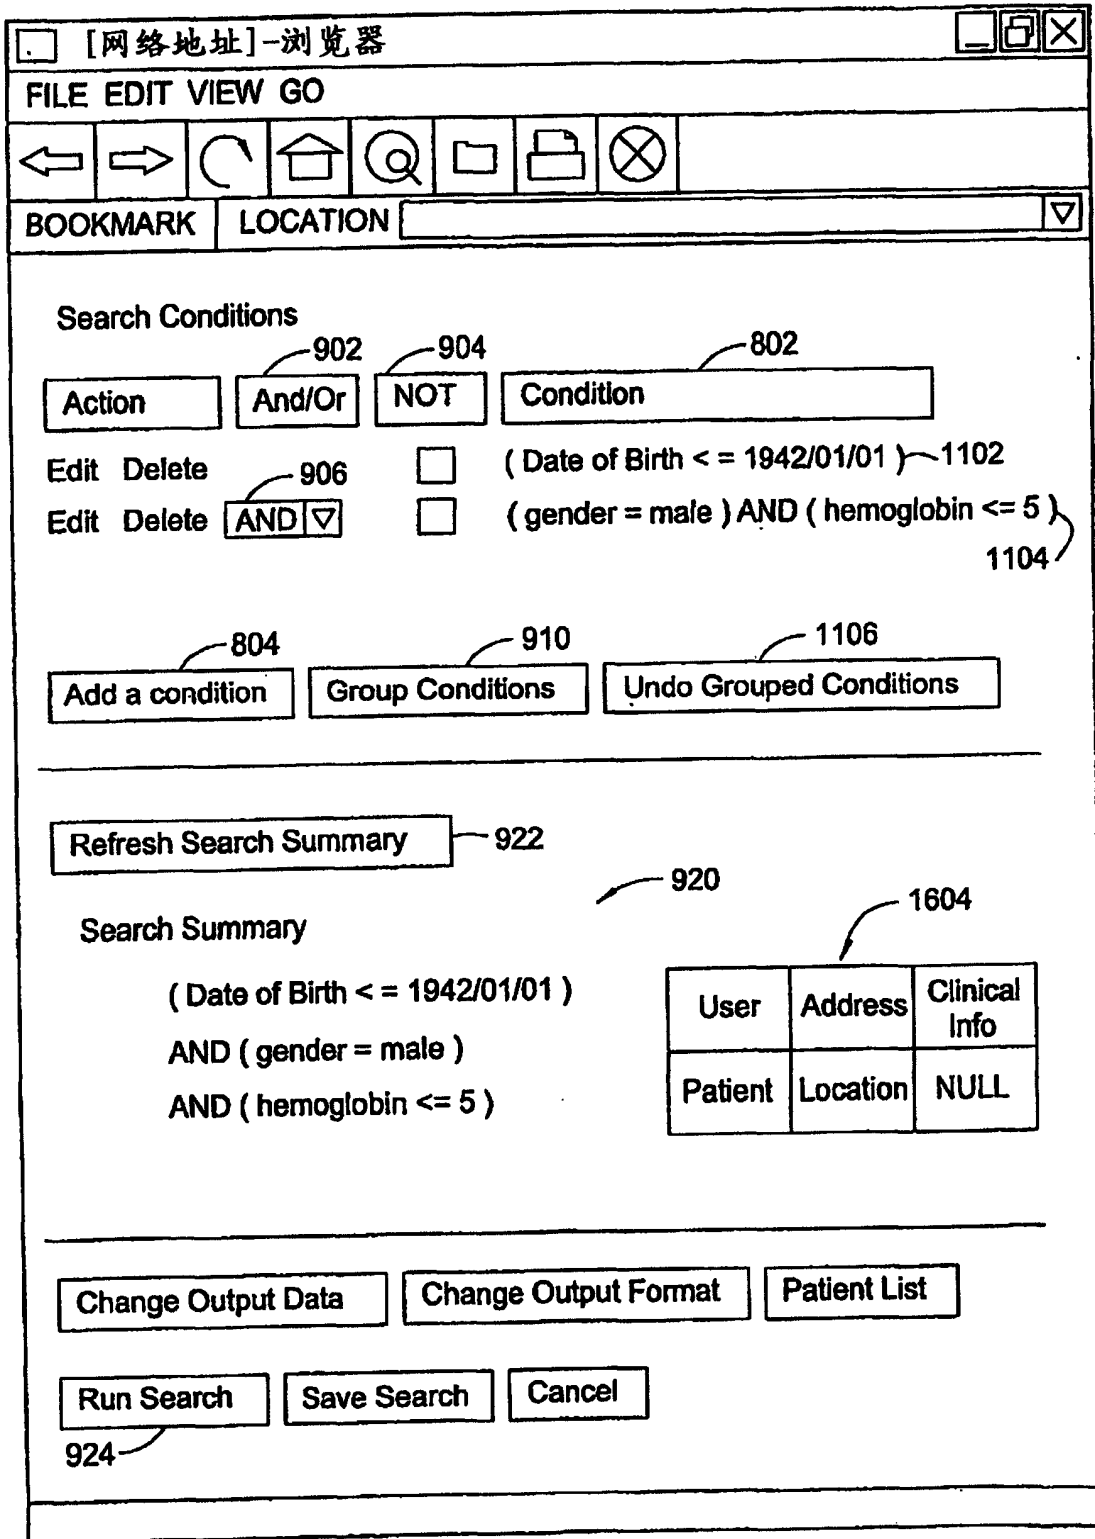 [网络地址]-浏览器
FILE EDIT VIEW GO
BOOKMARK LOCATION
Search Conditions
902 904 802
Action And/Or NOT Condition
Edit Delete 906 ( Date of Birth < = 1942/01/01 ) 1102
Edit Delete AND ( gender = male ) AND ( hemoglobin <= 5 )
1104
804 910 1106
Add a condition Group Conditions Undo Grouped Conditions
Refresh Search Summary 922
920
1604
Search Summary
( Date of Birth < = 1942/01/01 )
AND ( gender = male )
AND ( hemoglobin <= 5 )
User Address Clinical Info
Patient Location NULL
Change Output Data Change Output Format Patient List
Run Search Save Search Cancel
924